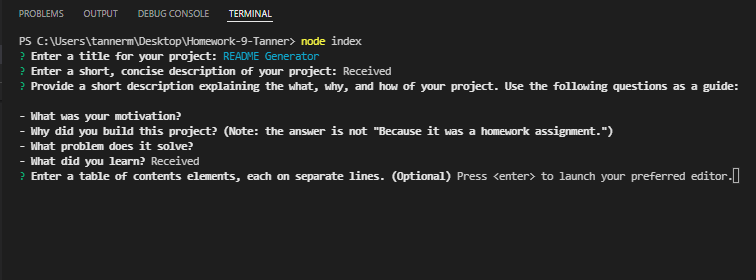 PROBLEMS OUTPUT DEBUG CONSOLE TERMINAL
PS C:\Users\tannerm\Desktop\Homework-9-Tanner> node index
? Enter a title for your project: README Generator
? Enter a short, concise description of your project: Received
? Provide a short description explaining the what, why, and how of your project. Use the following questions as a guide:
- What was your motivation?
- Why did you build this project? (Note: the answer is not "Because it was a homework assignment.")
- What problem does it solve?
- What did you learn? Received
? Enter a table of contents elements, each on separate lines. (Optional) Press <enter> to launch your preferred editor.